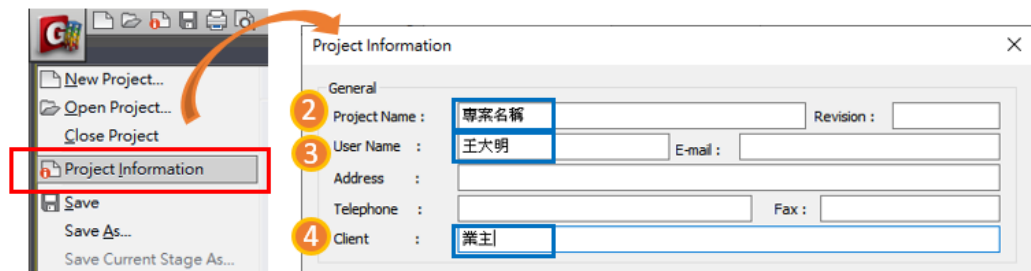 G
New Project...
Open Project...
Close Project
Project Information
Save
Save As...
Save Current Stage As...
Project Information
General
2 Project Name : 專案名稱 Revision :
3 User Name : 王大明 E-mail :
Address :
Telephone : Fax :
4 Client : 業主